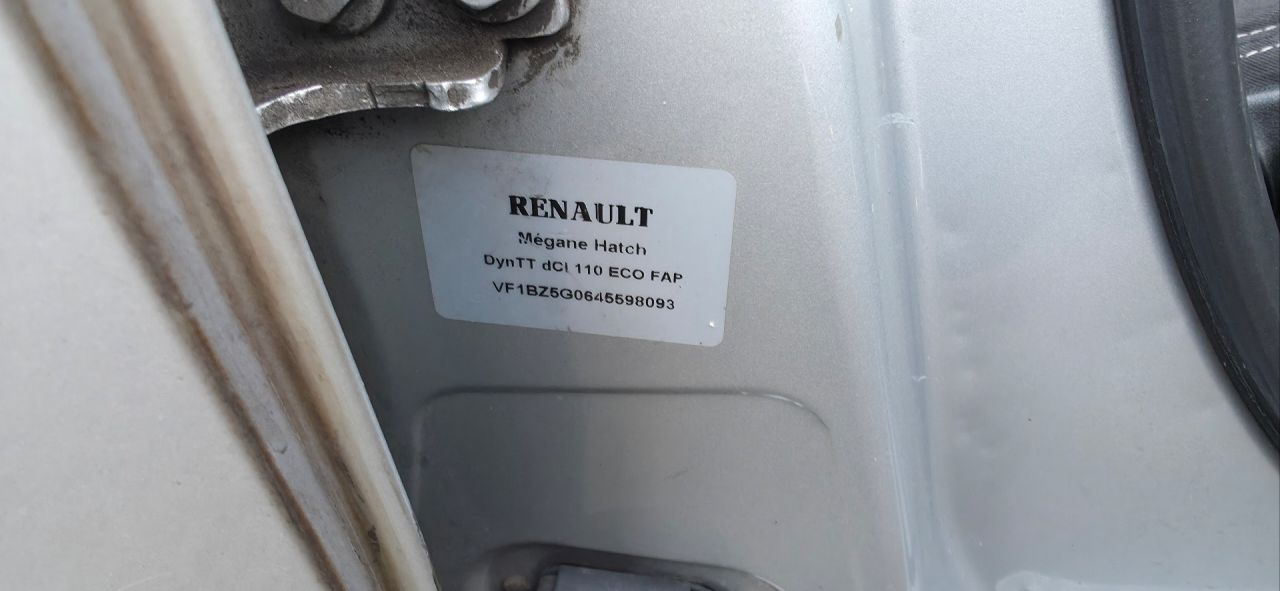 RENAULT
Mégane Hatch
DynTT dCi 110 ECO FAP
VF1BZ5G0645598093